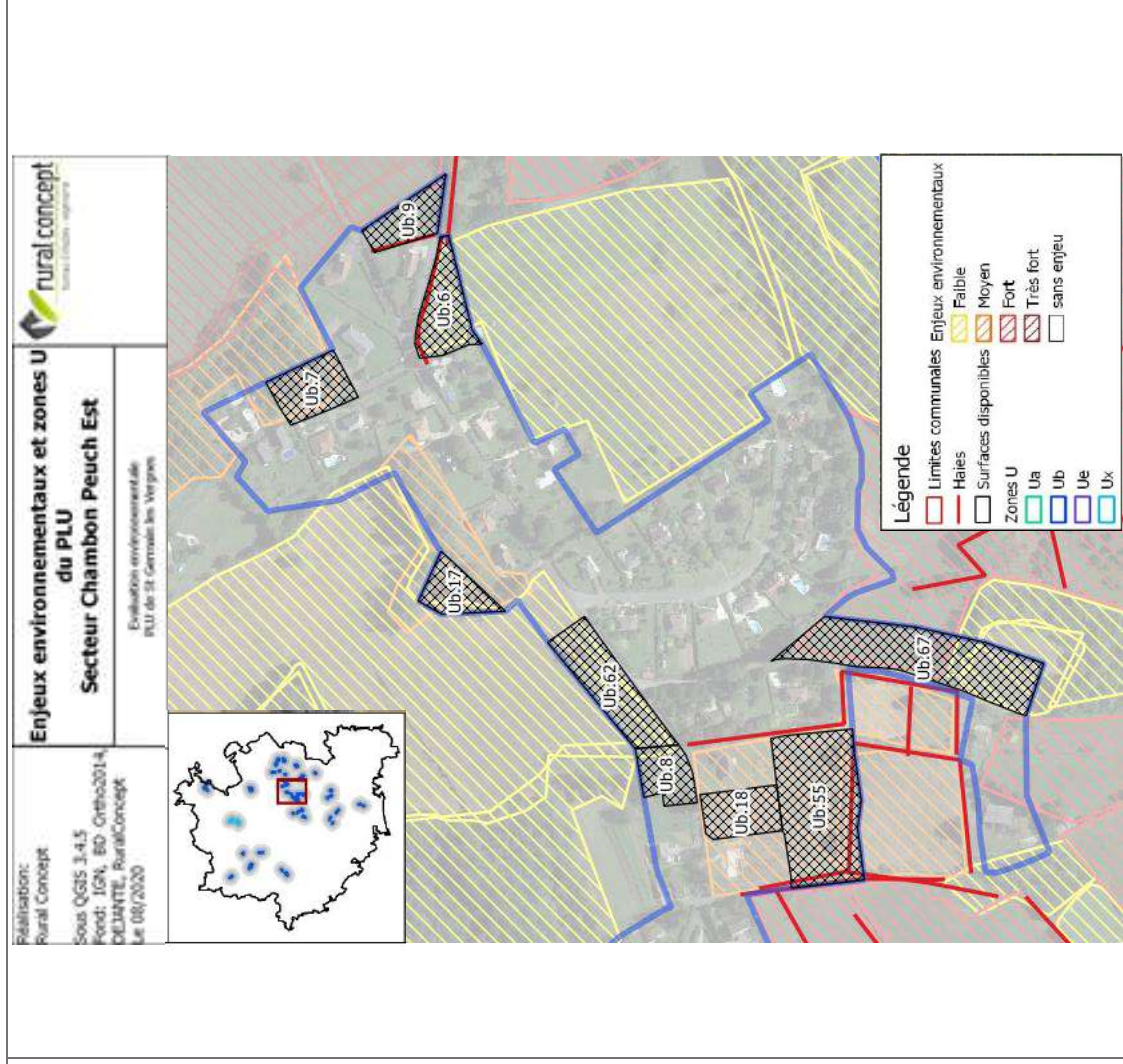 Réalisation:
Rural Concept
Sous QGIS 3.4.5
Fond: IGN, BD Ortho2014,
DEJANTE, RuralConcept
Le 08/2020
Enjeux environnementaux et zones U
du PLU
Secteur Chambon Peuch Est
Evaluation environnementale
PLU de St Germain les Vergnes
rural concept
Ub.9
Ub.6
Ub.7
Ub.17
Ub.62
Ub.8
Ub.18
Ub.55
Ub.67
Légende
Limites communales
Haies
Surfaces disponibles
Zones U
Ua
Ub
Ue
Ux
Enjeux environnementaux
Faible
Moyen
Fort
Très fort
sans enjeu